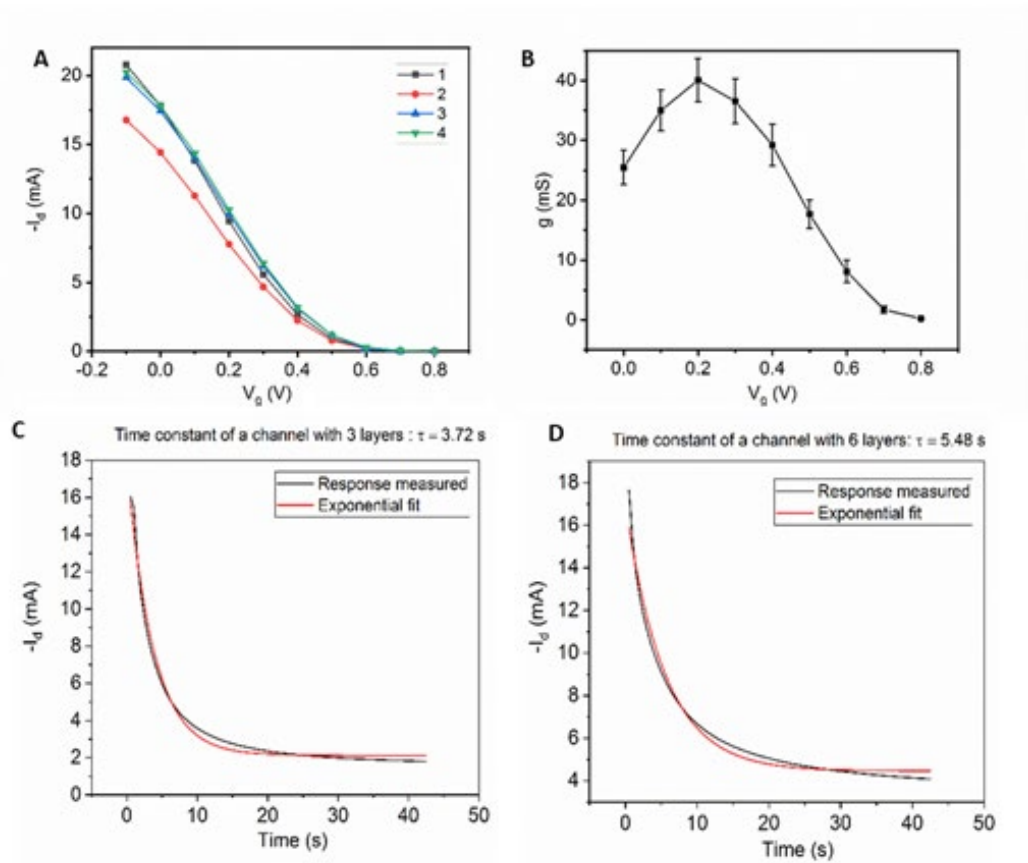 A
-I_d (mA)
20
15
10
5
0
1
2
3
4
-0.2 0.0 0.2 0.4 0.6 0.8
V_g (V)
B
g (mS)
40
30
20
10
0
0.0 0.2 0.4 0.6 0.8
V_g (V)
C
Time constant of a channel with 3 layers : τ = 3.72 s
-I_d (mA)
18
16
14
12
10
8
6
4
2
0
Response measured
Exponential fit
0 10 20 30 40 50
Time (s)
D
Time constant of a channel with 6 layers: τ = 5.48 s
-I_d (mA)
18
16
14
12
10
8
6
4
Response measured
Exponential fit
0 10 20 30 40 50
Time (s)